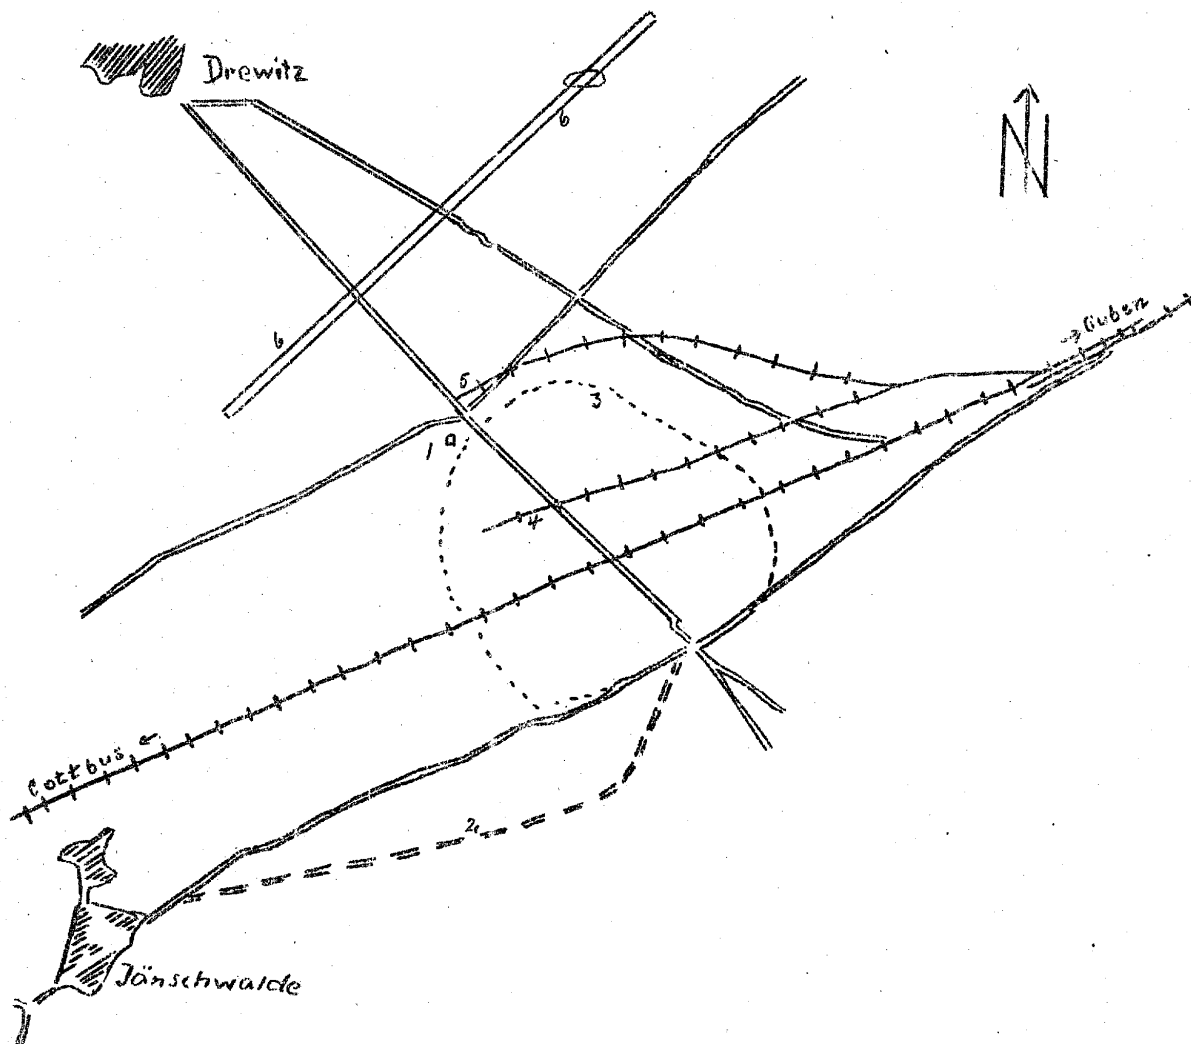 Drewitz
N
6
6
→ Guben
5
3
1 a
4
Cottbus ←
2.
Jänschwalde